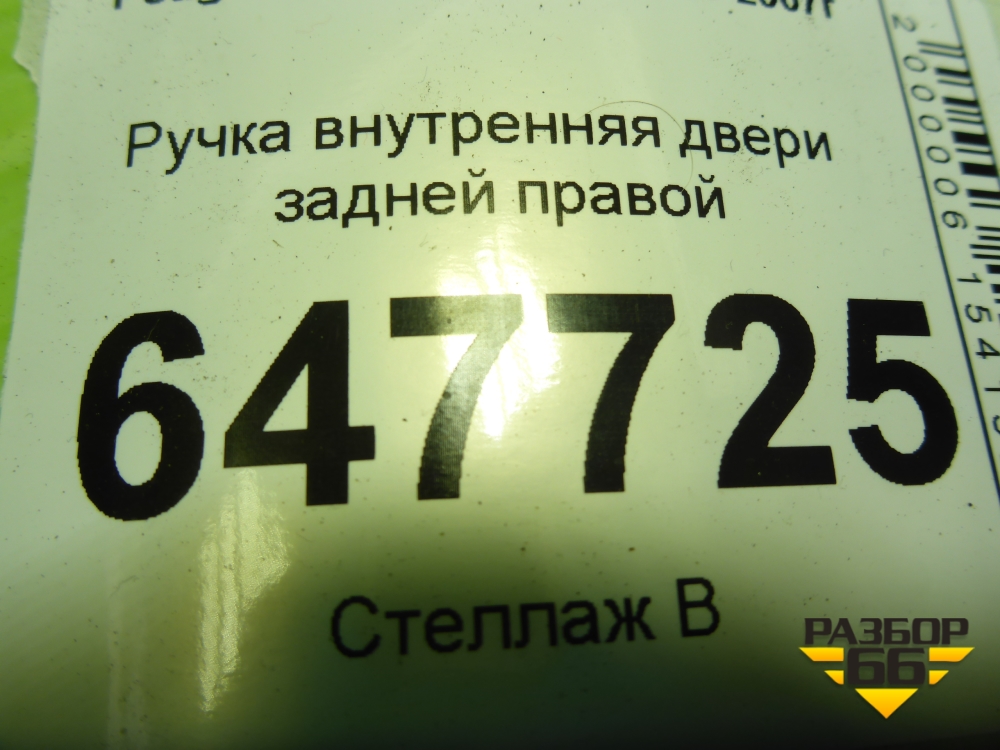 Ручка внутренняя двери
задней правой
647725
Стеллаж В
РАЗБОР
66